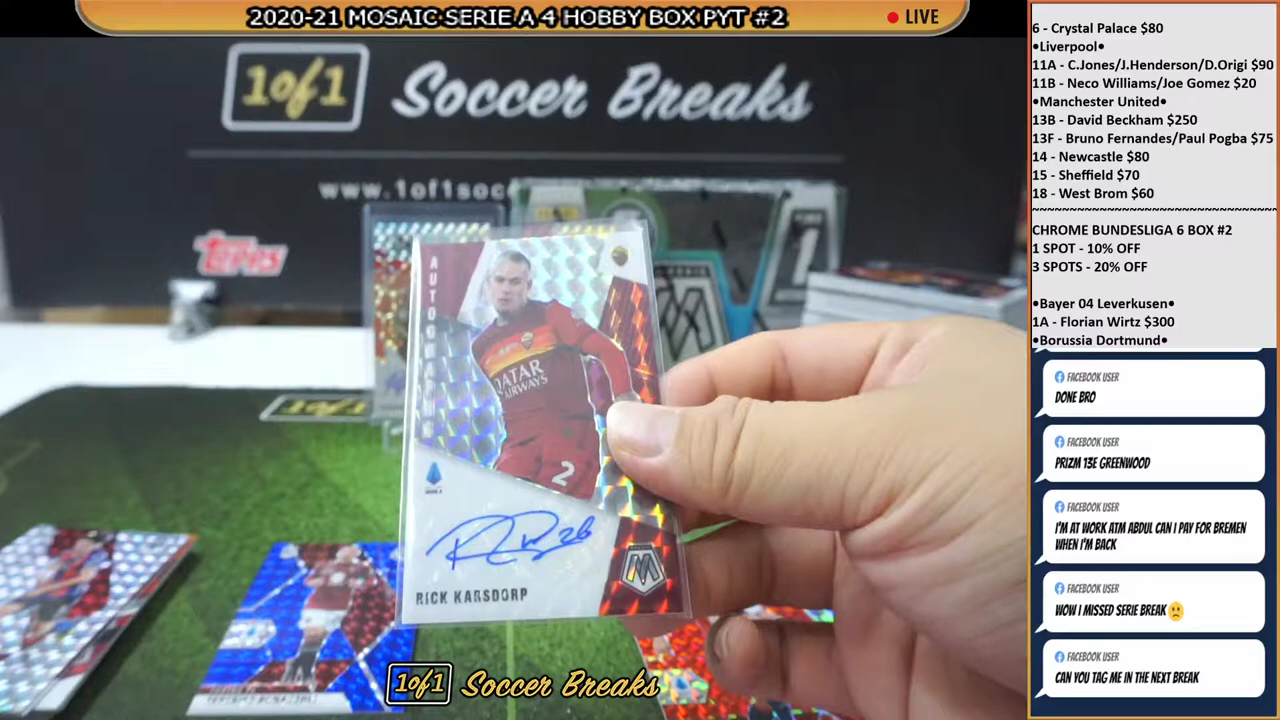 2020-21 MOSAIC SERIE A 4 HOBBY BOX PYT #2
LIVE
1of1 Soccer Breaks
www.1of1socc
TOPPS
AUTOGRAPHS
QATAR
AIRWAYS
2
SERIE A
RICK KARSDORP
1of1 Soccer Breaks
6 - Crystal Palace $80
•Liverpool•
11A - C.Jones/J.Henderson/D.Origi $90
11B - Neco Williams/Joe Gomez $20
•Manchester United•
13B - David Beckham $250
13F - Bruno Fernandes/Paul Pogba $75
14 - Newcastle $80
15 - Sheffield $70
18 - West Brom $60
~~~~~~~~~~~~~~~~~~~~~~~~~~~~~~~~~~
CHROME BUNDESLIGA 6 BOX #2
1 SPOT - 10% OFF
3 SPOTS - 20% OFF
•Bayer 04 Leverkusen•
1A - Florian Wirtz $300
•Borussia Dortmund•
FACEBOOK USER
DONE BRO
FACEBOOK USER
PRIZM 13E GREENWOOD
FACEBOOK USER
I'M AT WORK ATM ABDUL CAN I PAY FOR BREMEN
WHEN I'M BACK
FACEBOOK USER
WOW I MISSED SERIE BREAK 🙁
FACEBOOK USER
CAN YOU TAG ME IN THE NEXT BREAK